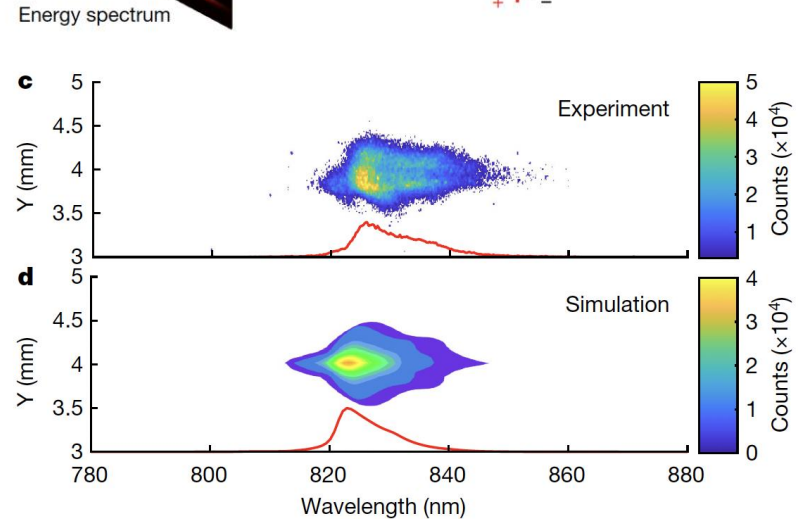 Energy spectrum
+ • −
c
5
4.5
4
3.5
3
Y (mm)
Experiment
5
4
3
2
1
Counts (×10⁴)
d
5
4.5
4
3.5
3
Y (mm)
Simulation
4
3
2
1
0
Counts (×10⁴)
780 800 820 840 860 880
Wavelength (nm)